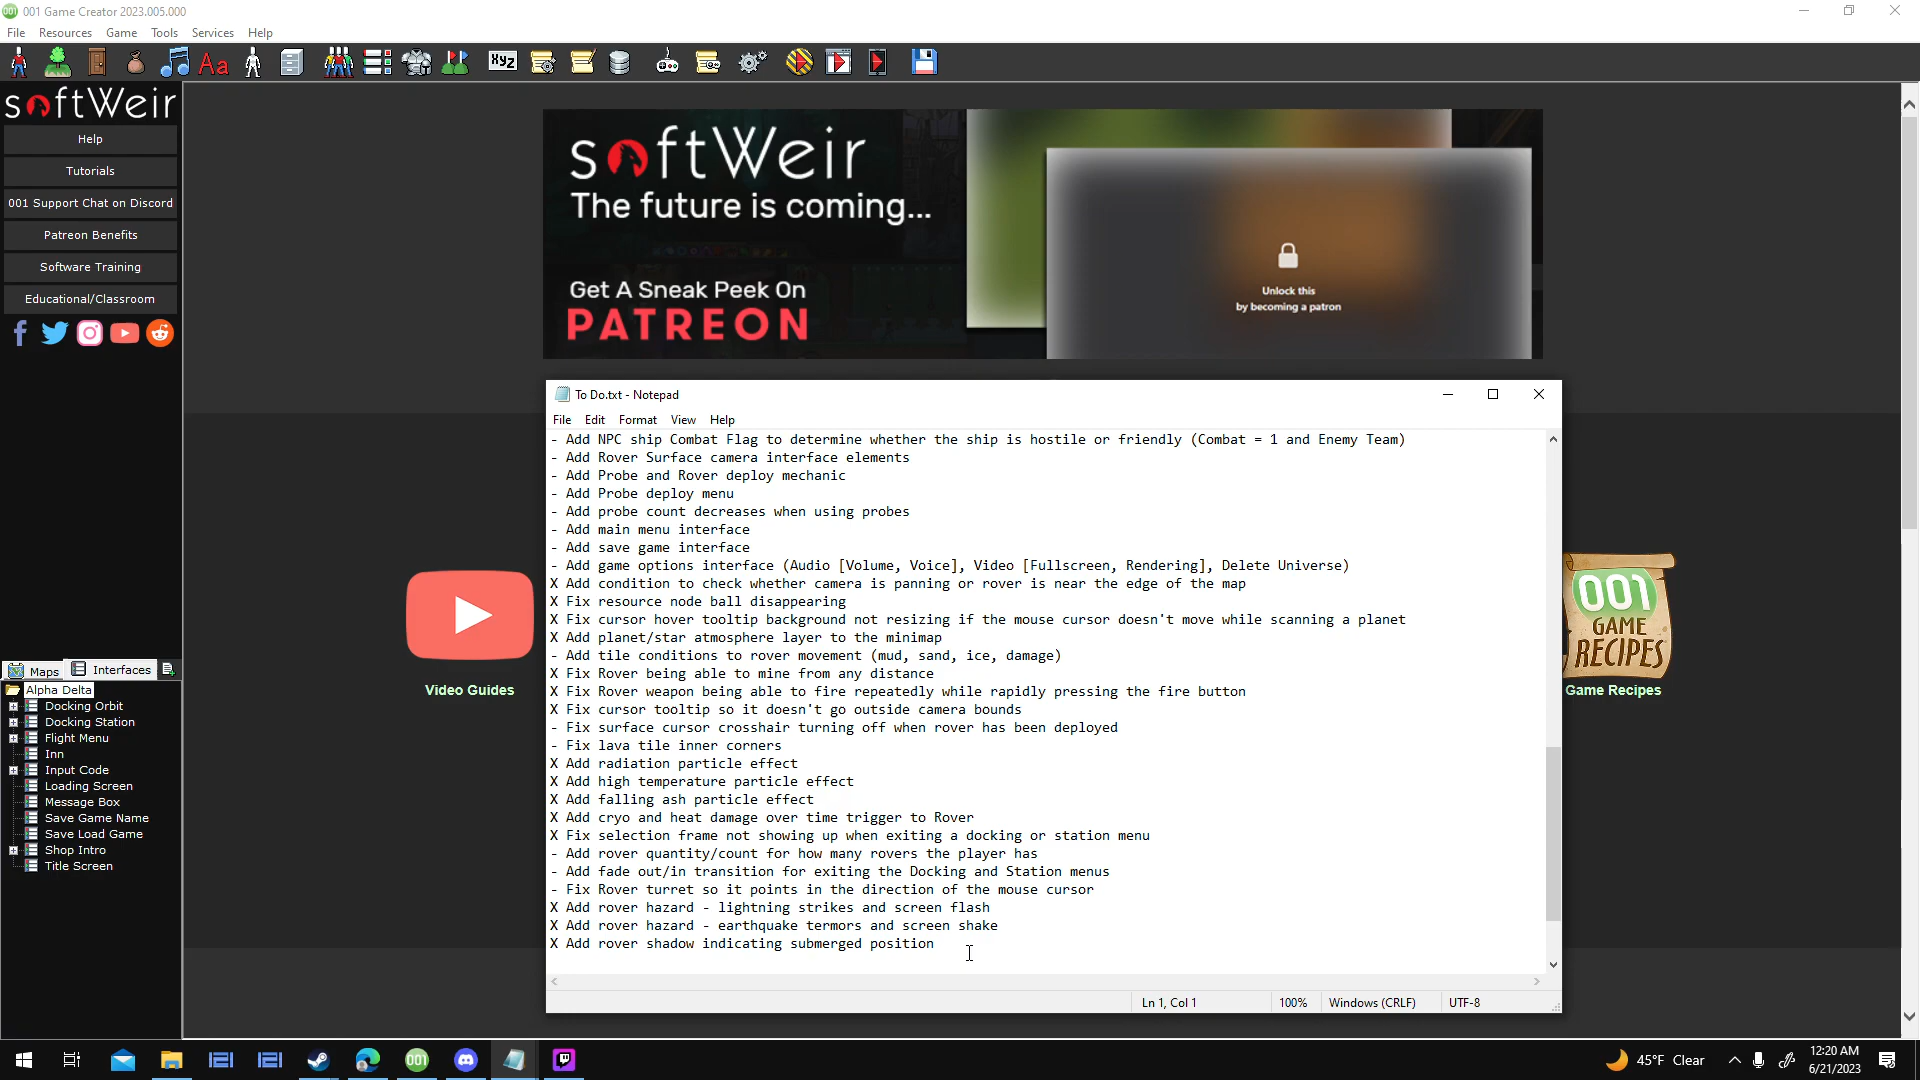 001 Game Creator 2023.005.000
File Resources Game Tools Services Help
Aa XYZ
softWeir
Help
Tutorials
001 Support Chat on Discord
Patreon Benefits
Software Training
Educational/Classroom
softWeir
The future is coming...
Get A Sneak Peek On
PATREON
Unlock this
by becoming a patron
Video Guides
001
GAME
RECIPES
Game Recipes
To Do.txt - Notepad
File Edit Format View Help
- Add NPC ship Combat Flag to determine whether the ship is hostile or friendly (Combat = 1 and Enemy Team)
- Add Rover Surface camera interface elements
- Add Probe and Rover deploy mechanic
- Add Probe deploy menu
- Add probe count decreases when using probes
- Add main menu interface
- Add save game interface
- Add game options interface (Audio [Volume, Voice], Video [Fullscreen, Rendering], Delete Universe)
X Add condition to check whether camera is panning or rover is near the edge of the map
X Fix resource node ball disappearing
X Fix cursor hover tooltip background not resizing if the mouse cursor doesn't move while scanning a planet
X Add planet/star atmosphere layer to the minimap
- Add tile conditions to rover movement (mud, sand, ice, damage)
X Fix Rover being able to mine from any distance
X Fix Rover weapon being able to fire repeatedly while rapidly pressing the fire button
X Fix cursor tooltip so it doesn't go outside camera bounds
- Fix surface cursor crosshair turning off when rover has been deployed
- Fix lava tile inner corners
X Add radiation particle effect
X Add high temperature particle effect
X Add falling ash particle effect
X Add cryo and heat damage over time trigger to Rover
X Fix selection frame not showing up when exiting a docking or station menu
- Add rover quantity/count for how many rovers the player has
- Add fade out/in transition for exiting the Docking and Station menus
- Fix Rover turret so it points in the direction of the mouse cursor
X Add rover hazard - lightning strikes and screen flash
X Add rover hazard - earthquake termors and screen shake
X Add rover shadow indicating submerged position
Ln 1, Col 1 100% Windows (CRLF) UTF-8
Maps Interfaces
Alpha Delta
Docking Orbit
Docking Station
Flight Menu
Inn
Input Code
Loading Screen
Message Box
Save Game Name
Save Load Game
Shop Intro
Title Screen
001
45°F Clear
12:20 AM
6/21/2023